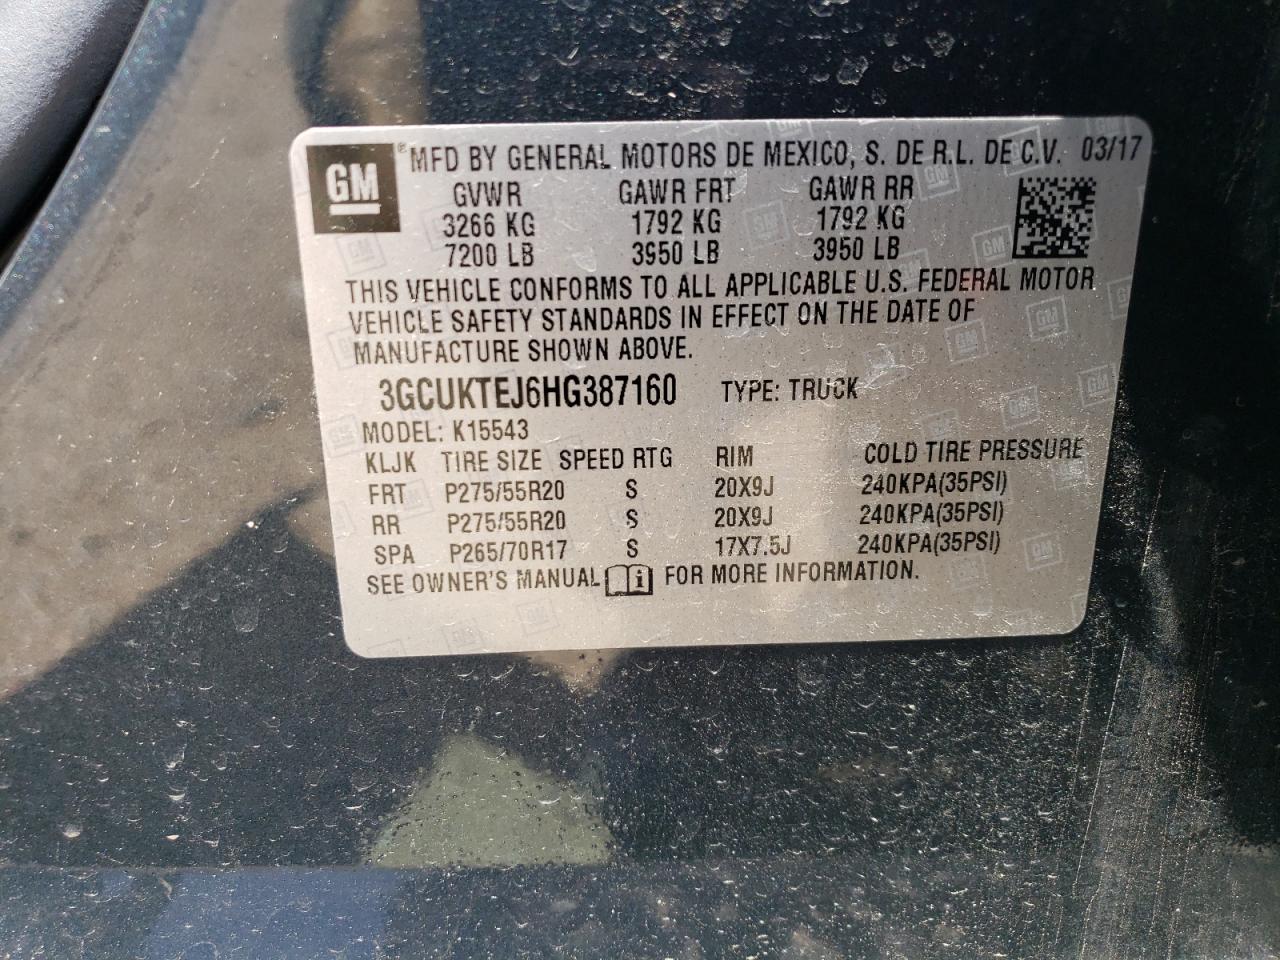 GM ® MFD BY GENERAL MOTORS DE MEXICO, S. DE R.L. DE C.V. 03/17
GVWR GAWR FRT GAWR RR
3266 KG 1792 KG 1792 KG
7200 LB 3950 LB 3950 LB
THIS VEHICLE CONFORMS TO ALL APPLICABLE U.S. FEDERAL MOTOR
VEHICLE SAFETY STANDARDS IN EFFECT ON THE DATE OF
MANUFACTURE SHOWN ABOVE.
3GCUKTEJ6HG387160 TYPE: TRUCK
MODEL: K15543
KLJK TIRE SIZE SPEED RTG RIM COLD TIRE PRESSURE
FRT P275/55R20 S 20X9J 240KPA(35PSI)
RR P275/55R20 S 20X9J 240KPA(35PSI)
SPA P265/70R17 S 17X7.5J 240KPA(35PSI)
SEE OWNER'S MANUAL i FOR MORE INFORMATION.